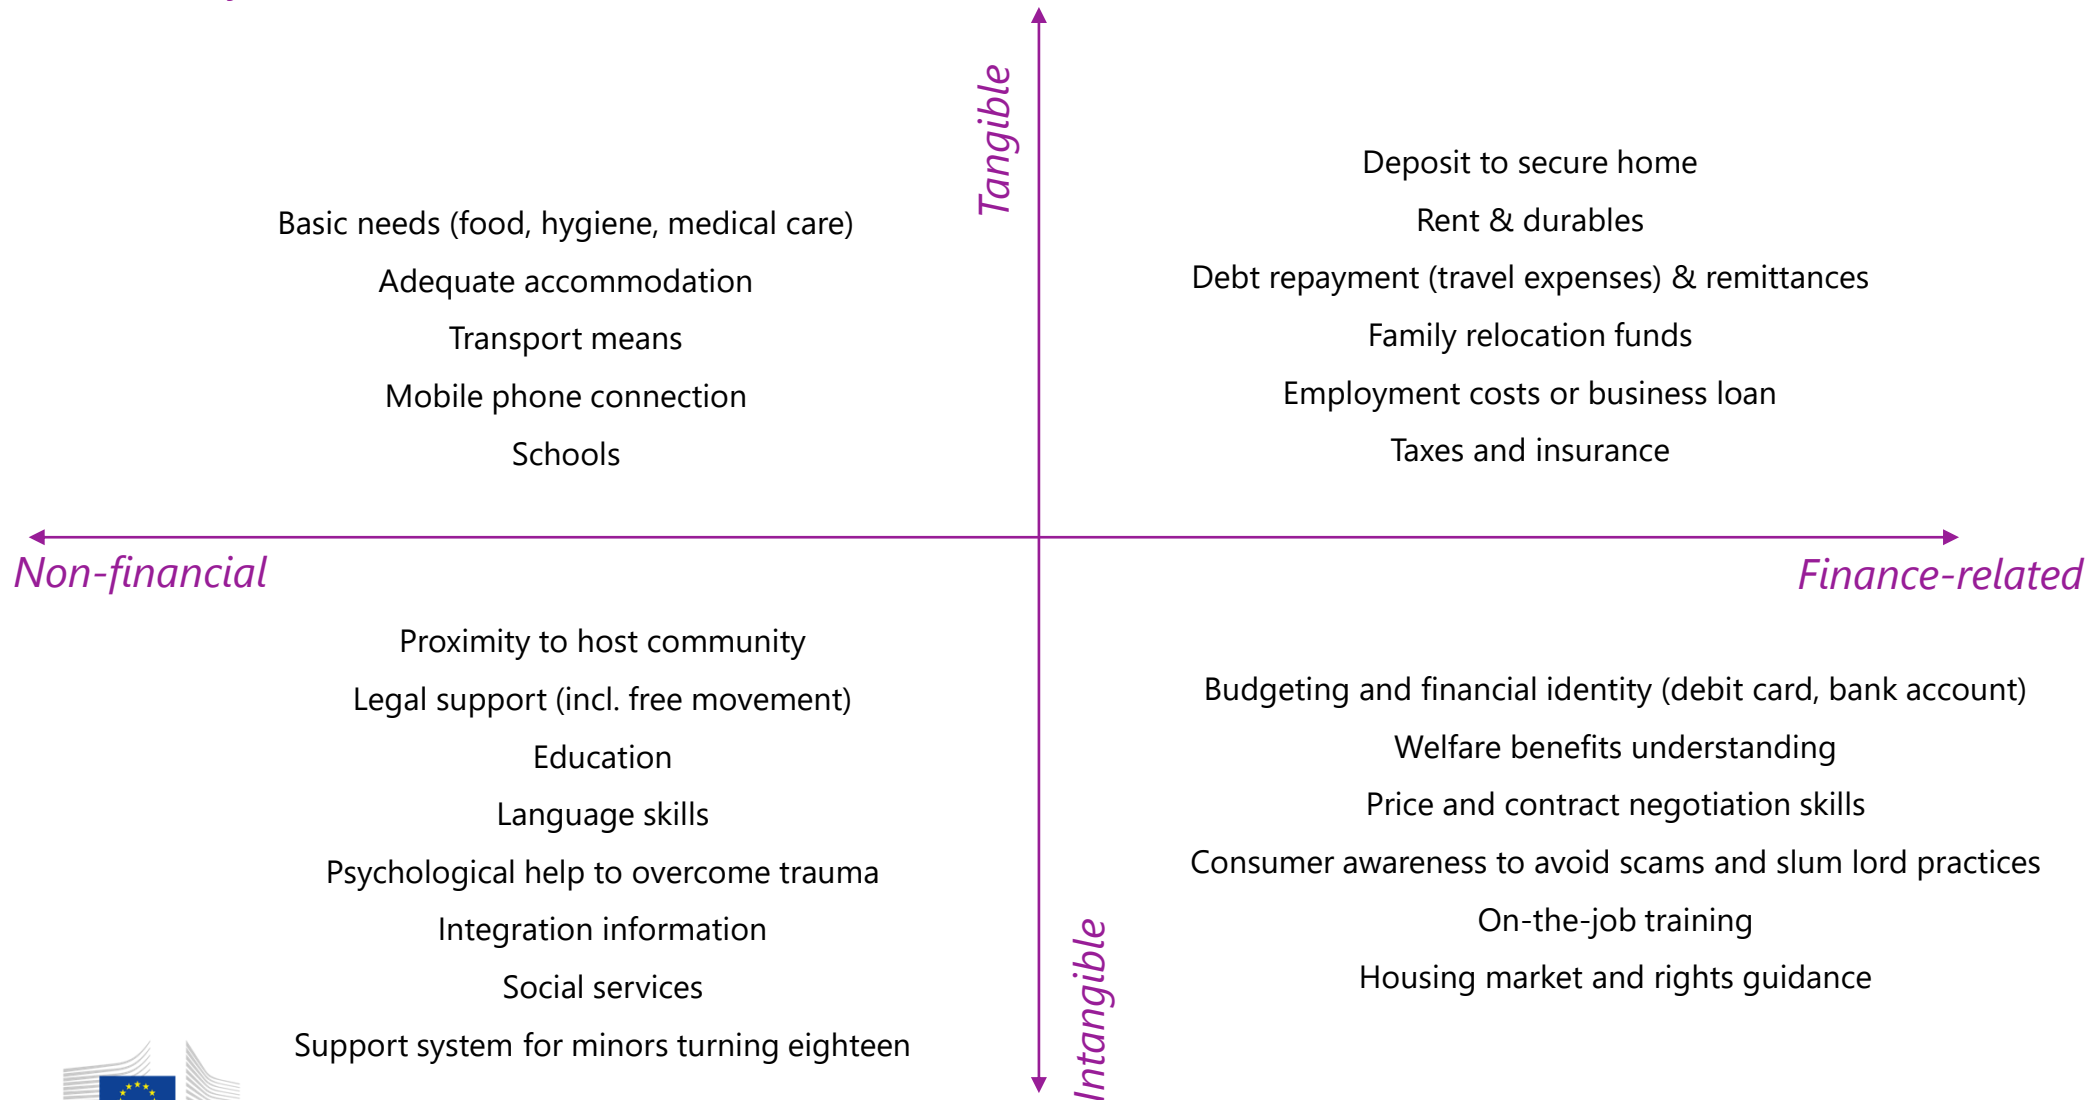 Tangible
Basic needs (food, hygiene, medical care)
Adequate accommodation
Transport means
Mobile phone connection
Schools
Deposit to secure home
Rent & durables
Debt repayment (travel expenses) & remittances
Family relocation funds
Employment costs or business loan
Taxes and insurance
Non-financial
Finance-related
Proximity to host community
Legal support (incl. free movement)
Education
Language skills
Psychological help to overcome trauma
Integration information
Social services
Support system for minors turning eighteen
Budgeting and financial identity (debit card, bank account)
Welfare benefits understanding
Price and contract negotiation skills
Consumer awareness to avoid scams and slum lord practices
On-the-job training
Housing market and rights guidance
Intangible